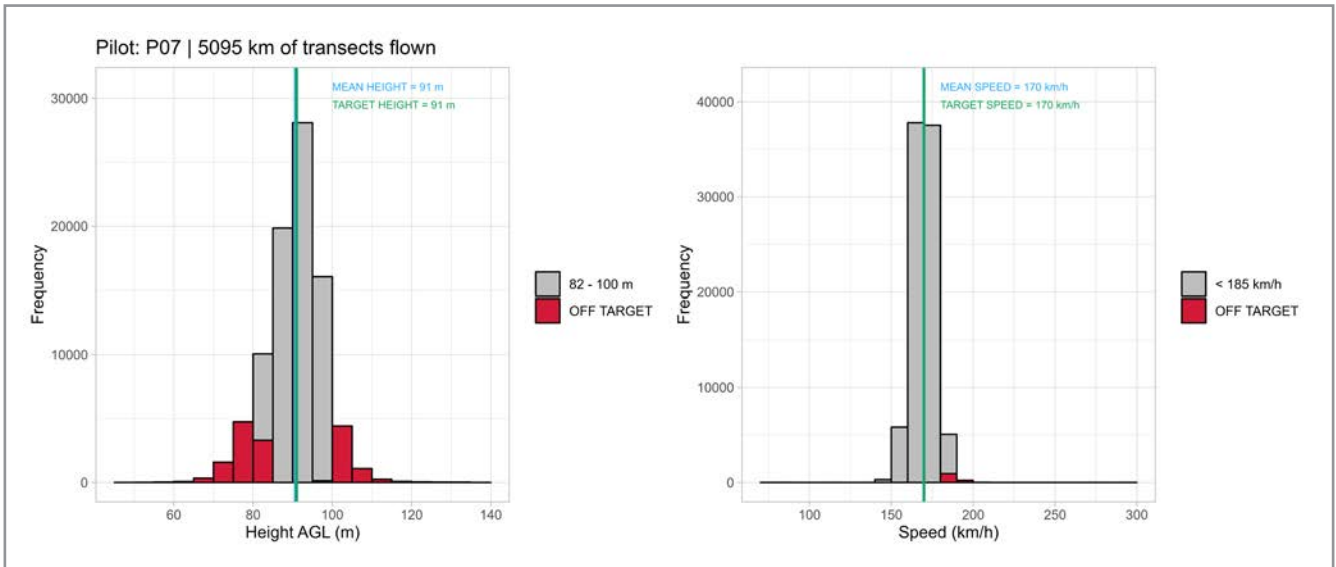 Pilot: P07 | 5095 km of transects flown
MEAN HEIGHT = 91 m
TARGET HEIGHT = 91 m
30000
20000
10000
0
Frequency
60
80
100
120
140
Height AGL (m)
82 - 100 m
OFF TARGET
MEAN SPEED = 170 km/h
TARGET SPEED = 170 km/h
40000
30000
20000
10000
0
Frequency
100
150
200
250
300
Speed (km/h)
< 185 km/h
OFF TARGET